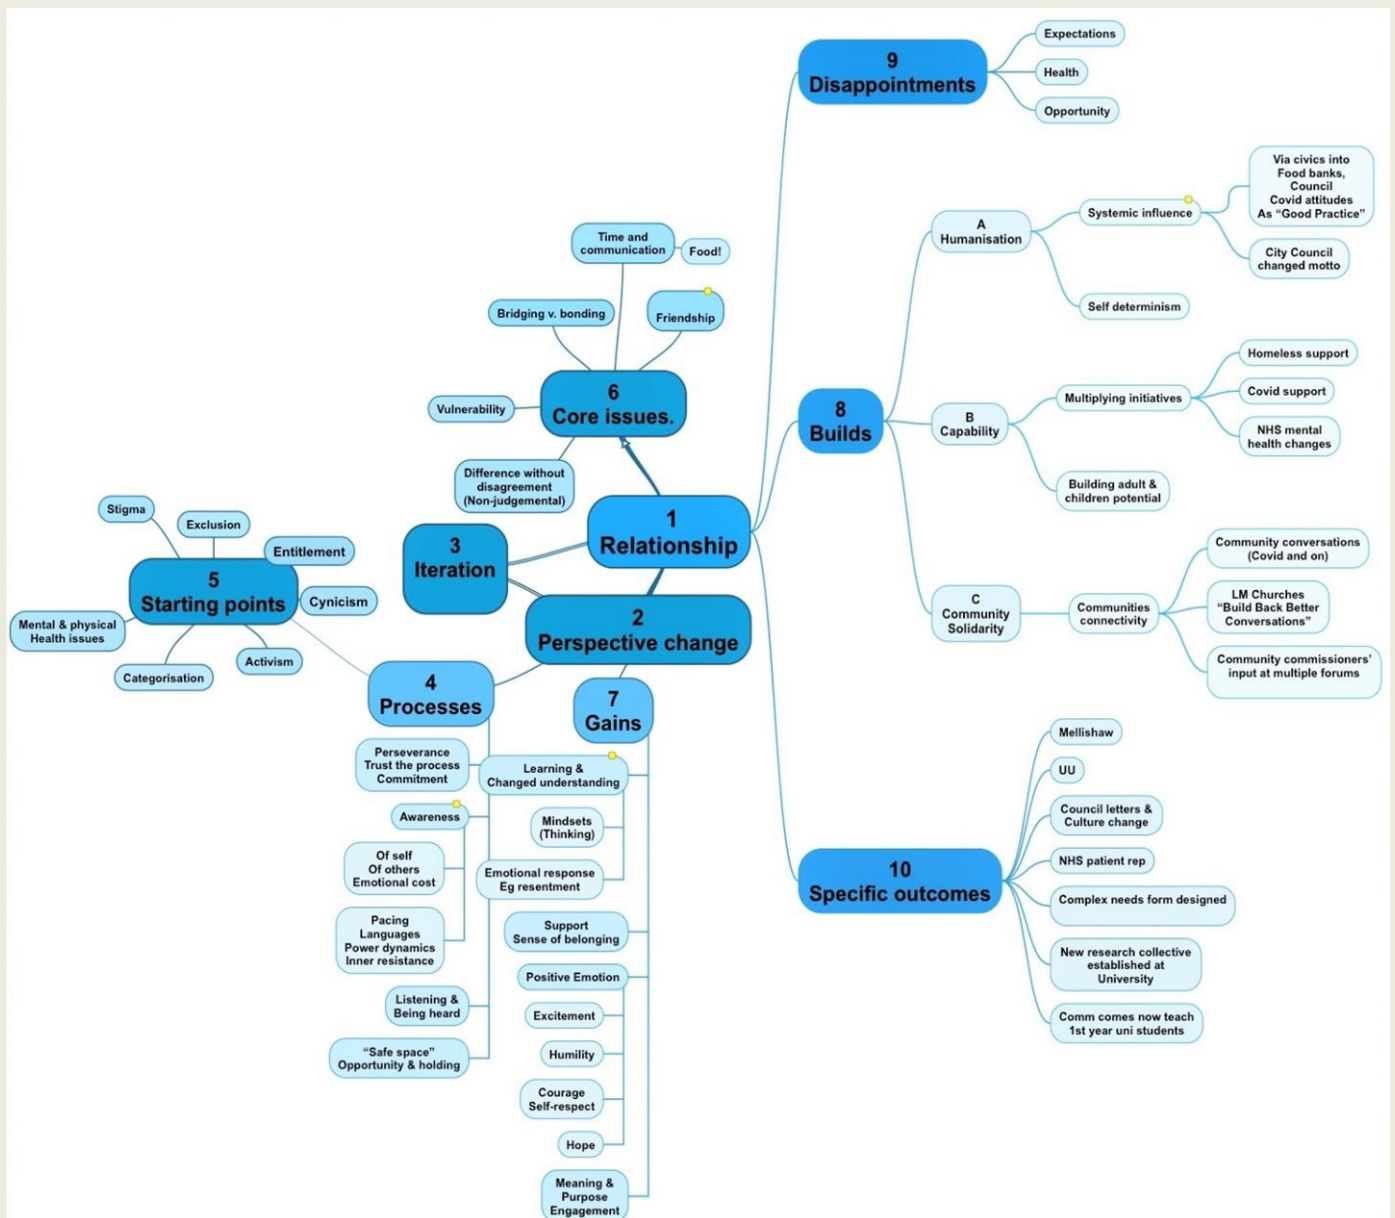 9
Disappointments
Expectations
Health
Opportunity
8
Builds
A
Humanisation
Systemic influence
Via civics into
Food banks,
Council
Covid attitudes
As “Good Practice”
City Council
changed motto
Self determinism
B
Capability
Multiplying initiatives
Homeless support
Covid support
NHS mental
health changes
Building adult &
children potential
C
Community
Solidarity
Communities
connectivity
Community conversations
(Covid and on)
LM Churches
“Build Back Better
Conversations”
Community commissioners’
input at multiple forums
10
Specific outcomes
Mellishaw
UU
Council letters &
Culture change
NHS patient rep
Complex needs form designed
New research collective
established at
University
Comm comes now teach
1st year uni students
Time and
communication
Food!
Bridging v. bonding
Friendship
6
Core issues.
Vulnerability
Difference without
disagreement
(Non-judgemental)
1
Relationship
3
Iteration
2
Perspective change
Stigma
Exclusion
Entitlement
5
Starting points
Cynicism
Mental & physical
Health issues
Categorisation
Activism
4
Processes
Perseverance
Trust the process
Commitment
Awareness
Of self
Of others
Emotional cost
Pacing
Languages
Power dynamics
Inner resistance
Listening &
Being heard
“Safe space”
Opportunity & holding
7
Gains
Learning &
Changed understanding
Mindsets
(Thinking)
Emotional response
Eg resentment
Support
Sense of belonging
Positive Emotion
Excitement
Humility
Courage
Self-respect
Hope
Meaning &
Purpose
Engagement